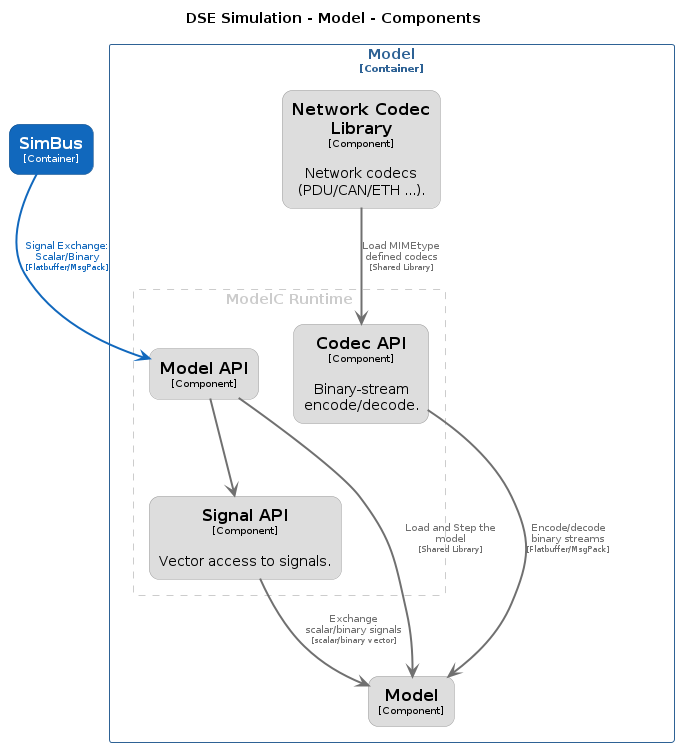 DSE Simulation - Model - Components
Model
[Container]
Network Codec
Library
[Component]
Network codecs
(PDU/CAN/ETH ...).
SimBus
[Container]
Signal Exchange:
Scalar/Binary
[Flatbuffer/MsgPack]
Load MIMEtype
defined codecs
[Shared Library]
ModelC Runtime
Model API
[Component]
Codec API
[Component]
Binary-stream
encode/decode.
Signal API
[Component]
Vector access to signals.
Load and Step the
model
[Shared Library]
Encode/decode
binary streams
[Flatbuffer/MsgPack]
Exchange
scalar/binary signals
[scalar/binary vector]
Model
[Component]